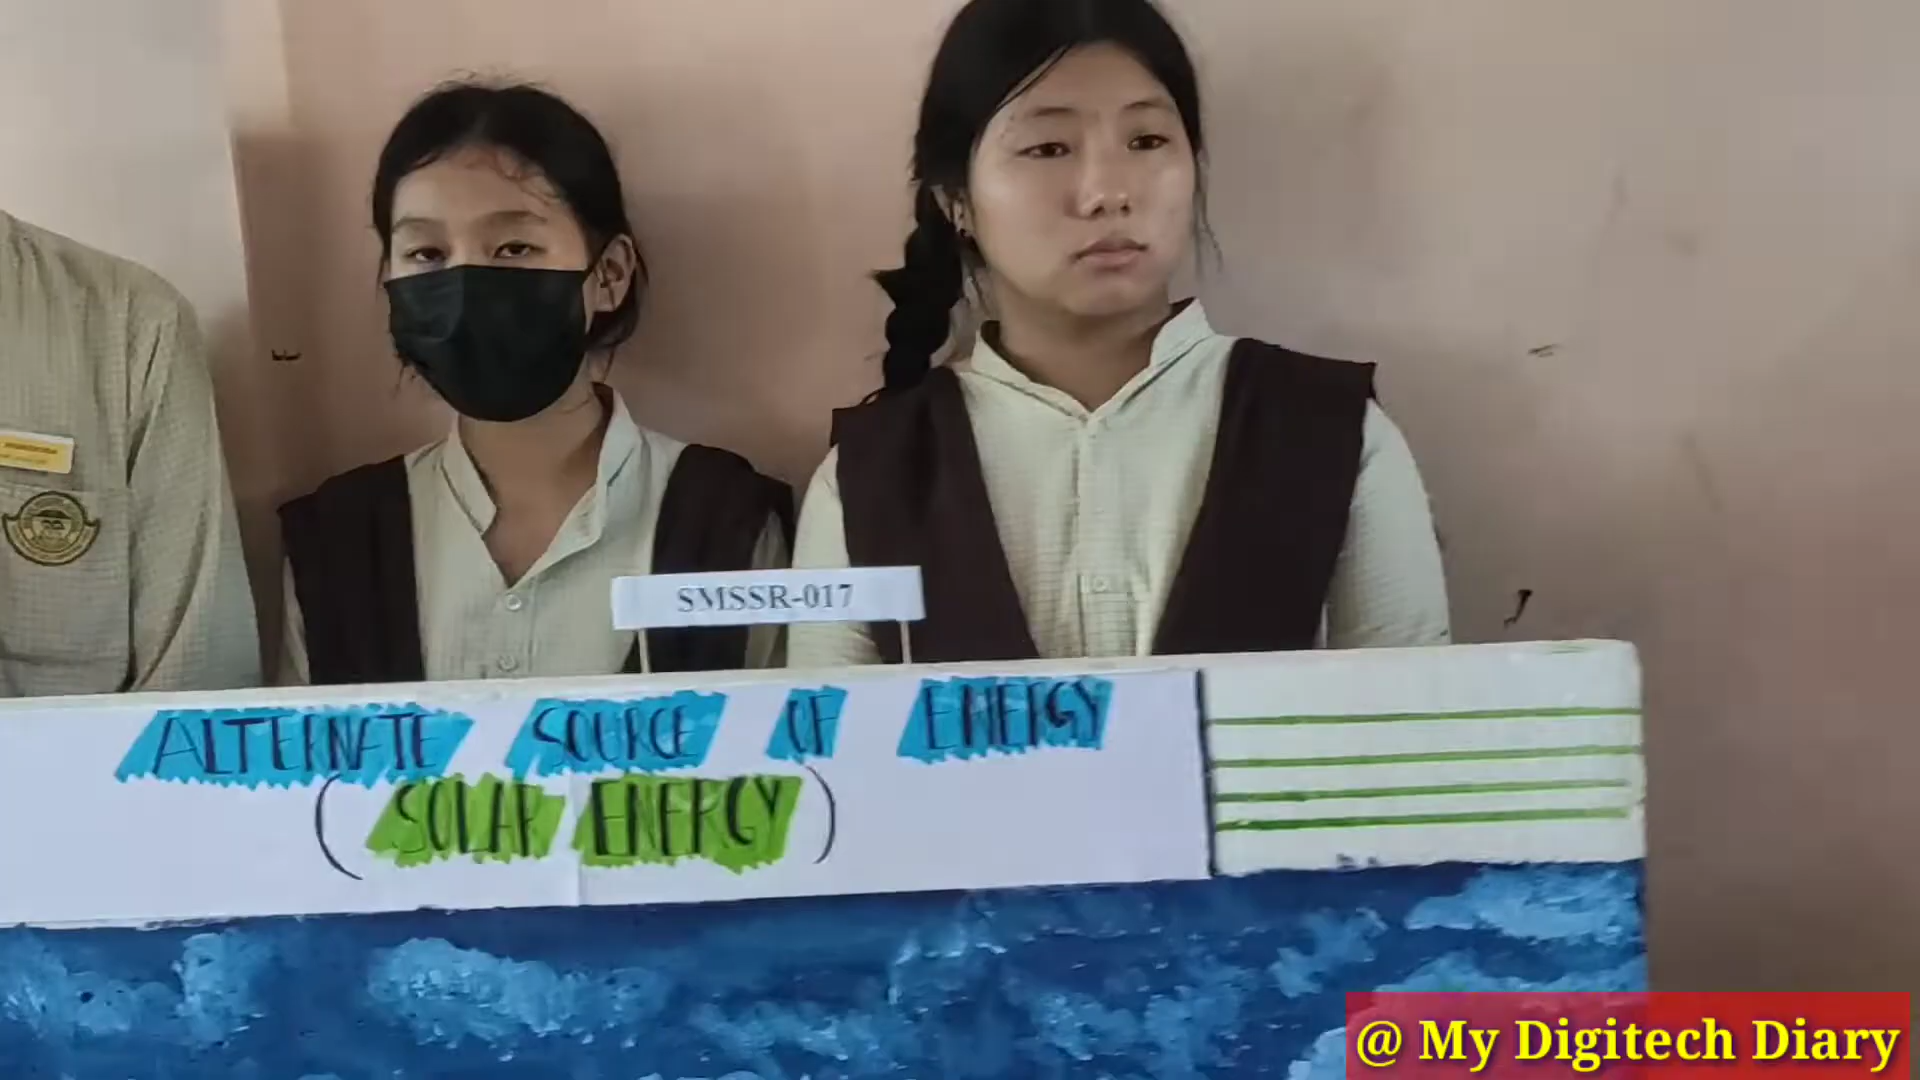 SMSSR-017
ALTERNATE SOURCE OF ENERGY
( SOLAR ENERGY )
@ My Digitech Diary